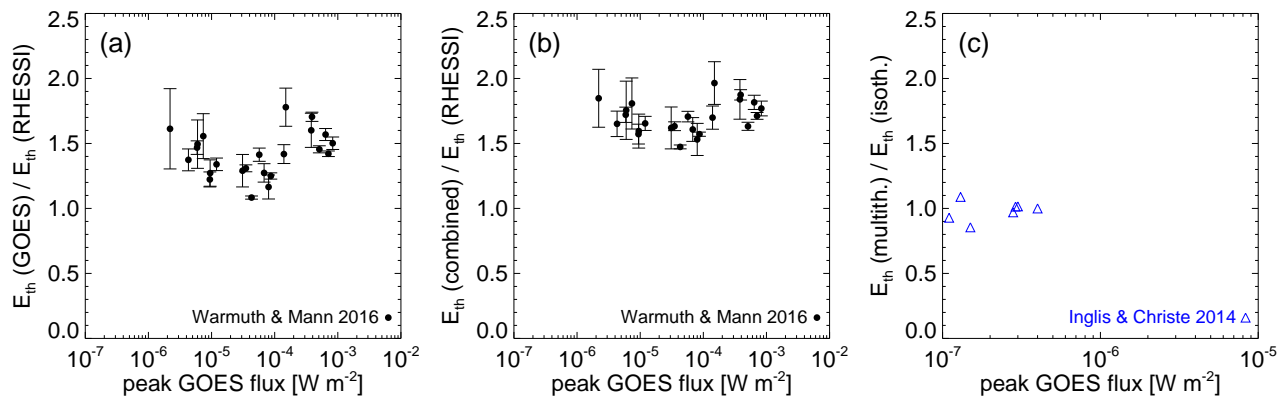 (a)
E_th (GOES) / E_th (RHESSI)
2.5
2.0
1.5
1.0
0.5
0.0
Warmuth & Mann 2016
10^-7 10^-6 10^-5 10^-4 10^-3 10^-2
peak GOES flux [W m^-2]
(b)
E_th (combined) / E_th (RHESSI)
2.5
2.0
1.5
1.0
0.5
0.0
Warmuth & Mann 2016
10^-7 10^-6 10^-5 10^-4 10^-3 10^-2
peak GOES flux [W m^-2]
(c)
E_th (multith.) / E_th (isoth.)
2.5
2.0
1.5
1.0
0.5
0.0
Inglis & Christe 2014
10^-7 10^-6 10^-5
peak GOES flux [W m^-2]